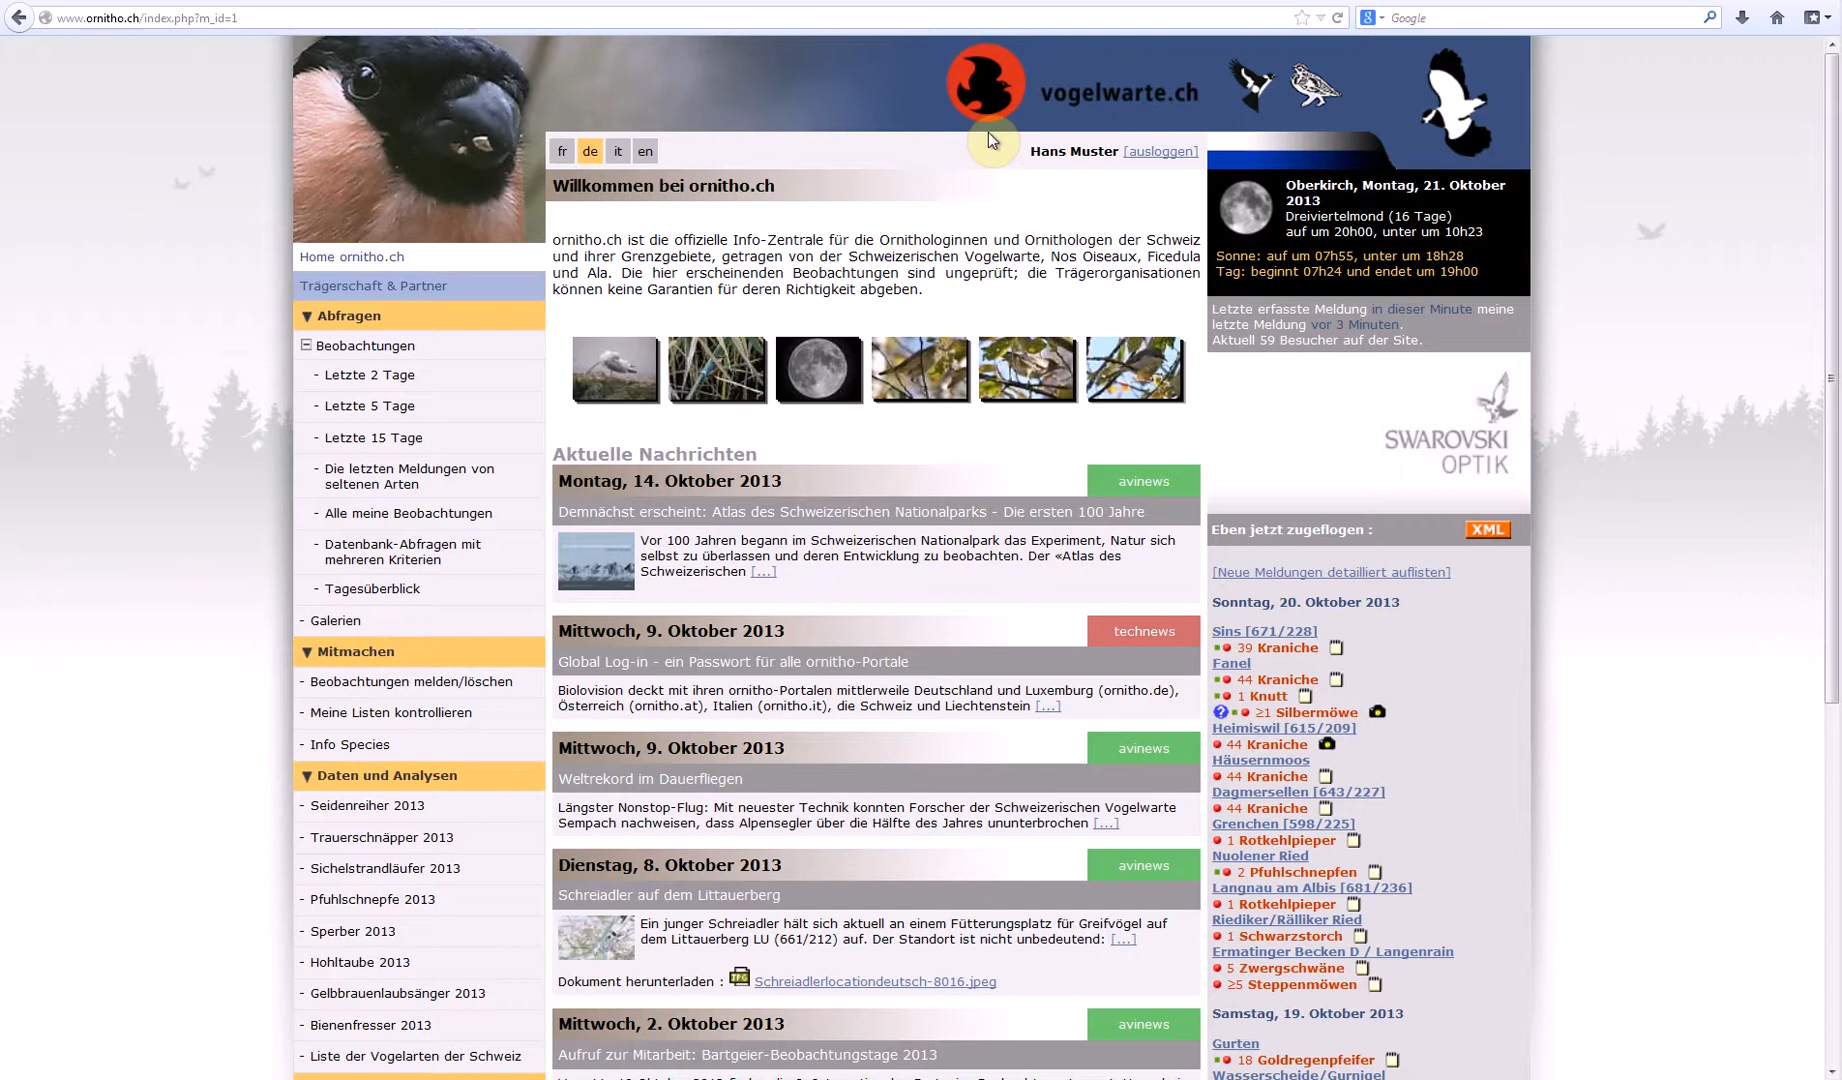 www.ornitho.ch/index.php?m_id=1
Google
vogelwarte.ch
fr de it en
Hans Muster [ausloggen]
Willkommen bei ornitho.ch
ornitho.ch ist die offizielle Info-Zentrale für die Ornithologinnen und Ornithologen der Schweiz
und ihrer Grenzgebiete, getragen von der Schweizerischen Vogelwarte, Nos Oiseaux, Ficedula
und Ala. Die hier erscheinenden Beobachtungen sind ungeprüft; die Trägerorganisationen
können keine Garantien für deren Richtigkeit abgeben.
Home ornitho.ch
Trägerschaft & Partner
▼ Abfragen
Beobachtungen
- Letzte 2 Tage
- Letzte 5 Tage
- Letzte 15 Tage
- Die letzten Meldungen von
seltenen Arten
- Alle meine Beobachtungen
- Datenbank-Abfragen mit
mehreren Kriterien
- Tagesüberblick
- Galerien
▼ Mitmachen
- Beobachtungen melden/löschen
- Meine Listen kontrollieren
- Info Species
▼ Daten und Analysen
- Seidenreiher 2013
- Trauerschnäpper 2013
- Sichelstrandläufer 2013
- Pfuhlschnepfe 2013
- Sperber 2013
- Hohltaube 2013
- Gelbbrauenlaubsänger 2013
- Bienenfresser 2013
- Liste der Vogelarten der Schweiz
Aktuelle Nachrichten
Montag, 14. Oktober 2013 avinews
Demnächst erscheint: Atlas des Schweizerischen Nationalparks - Die ersten 100 Jahre
Vor 100 Jahren begann im Schweizerischen Nationalpark das Experiment, Natur sich
selbst zu überlassen und deren Entwicklung zu beobachten. Der «Atlas des
Schweizerischen [...]
Mittwoch, 9. Oktober 2013 technews
Global Log-in - ein Passwort für alle ornitho-Portale
Biolovision deckt mit ihren ornitho-Portalen mittlerweile Deutschland und Luxemburg (ornitho.de),
Österreich (ornitho.at), Italien (ornitho.it), die Schweiz und Liechtenstein [...]
Mittwoch, 9. Oktober 2013 avinews
Weltrekord im Dauerfliegen
Längster Nonstop-Flug: Mit neuester Technik konnten Forscher der Schweizerischen Vogelwarte
Sempach nachweisen, dass Alpensegler über die Hälfte des Jahres ununterbrochen [...]
Dienstag, 8. Oktober 2013 avinews
Schreiadler auf dem Littauerberg
Ein junger Schreiadler hält sich aktuell an einem Fütterungsplatz für Greifvögel auf
dem Littauerberg LU (661/212) auf. Der Standort ist nicht unbedeutend: [...]
Dokument herunterladen : Schreiadlerlocationdeutsch-8016.jpeg
Mittwoch, 2. Oktober 2013 avinews
Aufruf zur Mitarbeit: Bartgeier-Beobachtungstage 2013
Oberkirch, Montag, 21. Oktober
2013
Dreiviertelmond (16 Tage)
auf um 20h00, unter um 10h23
Sonne: auf um 07h55, unter um 18h28
Tag: beginnt 07h24 und endet um 19h00
Letzte erfasste Meldung in dieser Minute meine
letzte Meldung vor 3 Minuten.
Aktuell 59 Besucher auf der Site.
SWAROVSKI
OPTIK
Eben jetzt zugeflogen : XML
[Neue Meldungen detailliert auflisten]
Sonntag, 20. Oktober 2013
Sins [671/228]
39 Kraniche
Fanel
44 Kraniche
1 Knutt
≥1 Silbermöwe
Heimiswil [615/209]
44 Kraniche
Häusernmoos
44 Kraniche
Dagmersellen [643/227]
44 Kraniche
Grenchen [598/225]
1 Rotkehlpieper
Nuolener Ried
2 Pfuhlschnepfen
Langnau am Albis [681/236]
1 Rotkehlpieper
Riediker/Rälliker Ried
1 Schwarzstorch
Ermatinger Becken D / Langenrain
5 Zwergschwäne
≥5 Steppenmöwen
Samstag, 19. Oktober 2013
Gurten
18 Goldregenpfeifer
Wasserscheide/Gurnigel